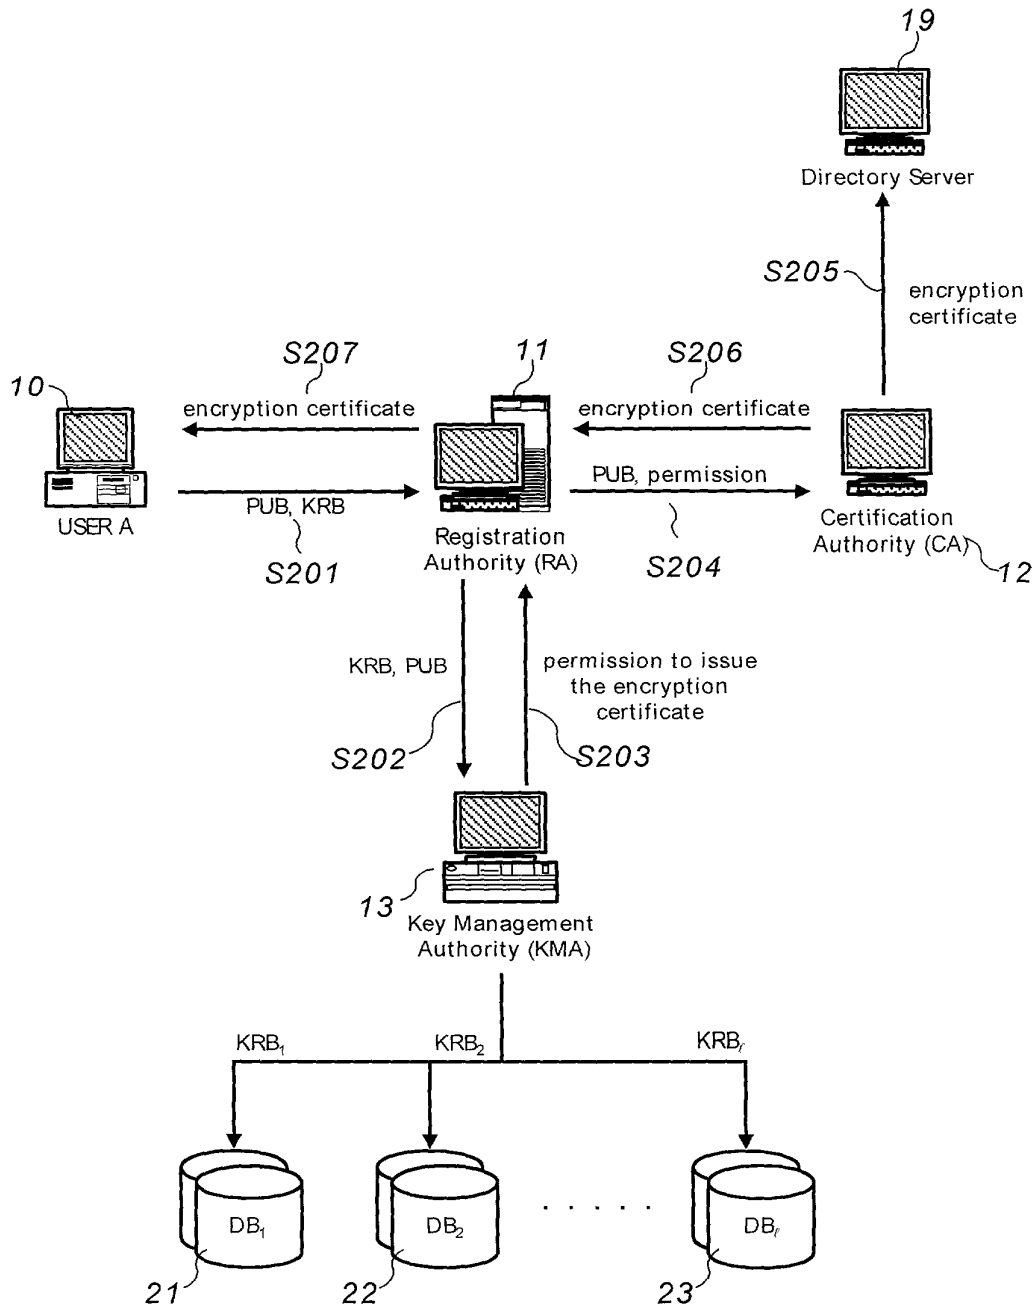 19
Directory Server
S205
encryption
certificate
S207
11
S206
10
encryption certificate
encryption certificate
PUB, KRB
PUB, permission
USER A
S201
Registration
Authority (RA)
S204
Certification
Authority (CA)
12
KRB, PUB
permission to issue
the encryption
certificate
S202
S203
13
Key Management
Authority (KMA)
KRB₁
KRB₂
KRBℓ
DB₁
DB₂
. . . . .
DBℓ
21
22
23